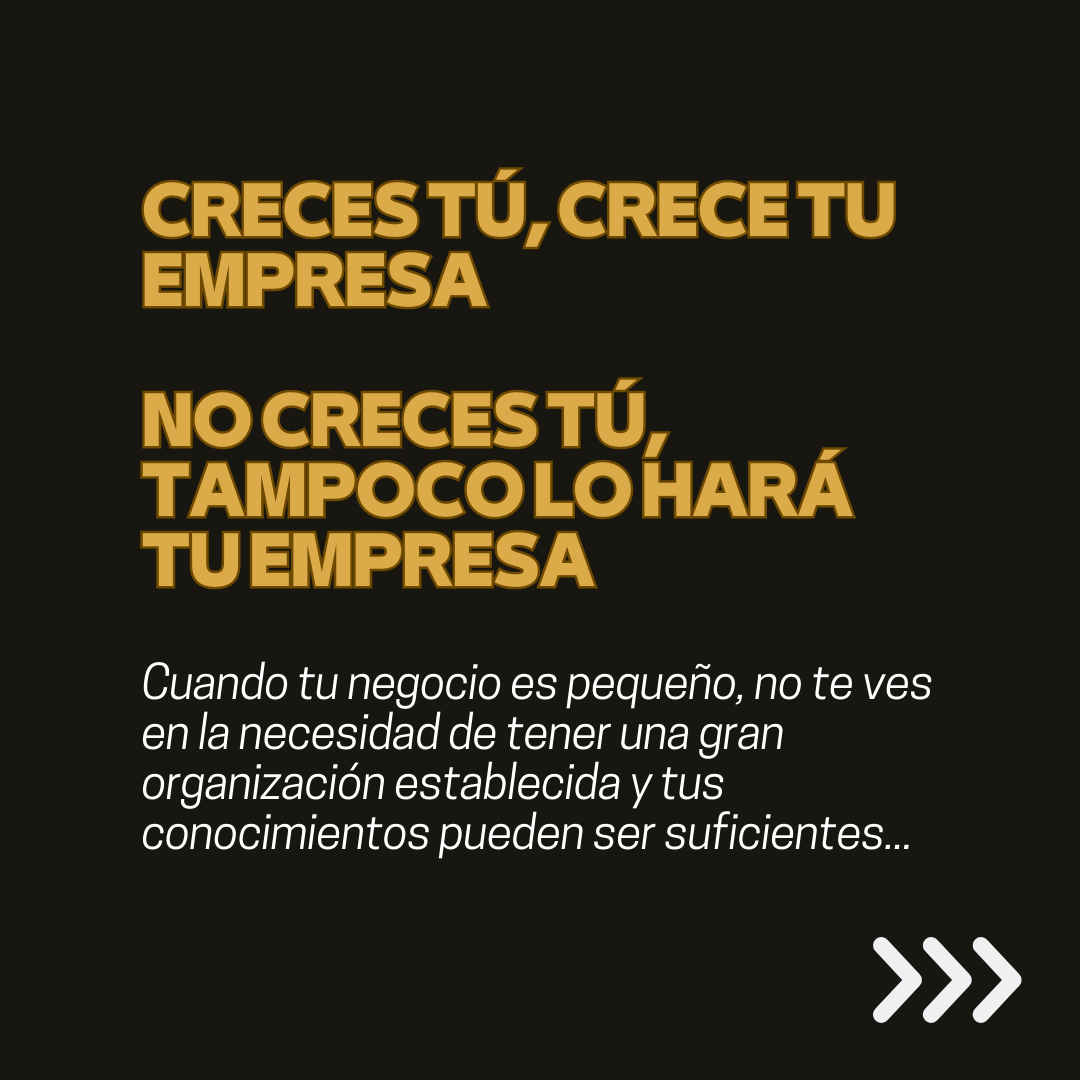 CRECES TÚ, CRECE TU
EMPRESA
NO CRECES TÚ,
TAMPOCO LO HARÁ
TU EMPRESA
Cuando tu negocio es pequeño, no te ves
en la necesidad de tener una gran
organización establecida y tus
conocimientos pueden ser suficientes...